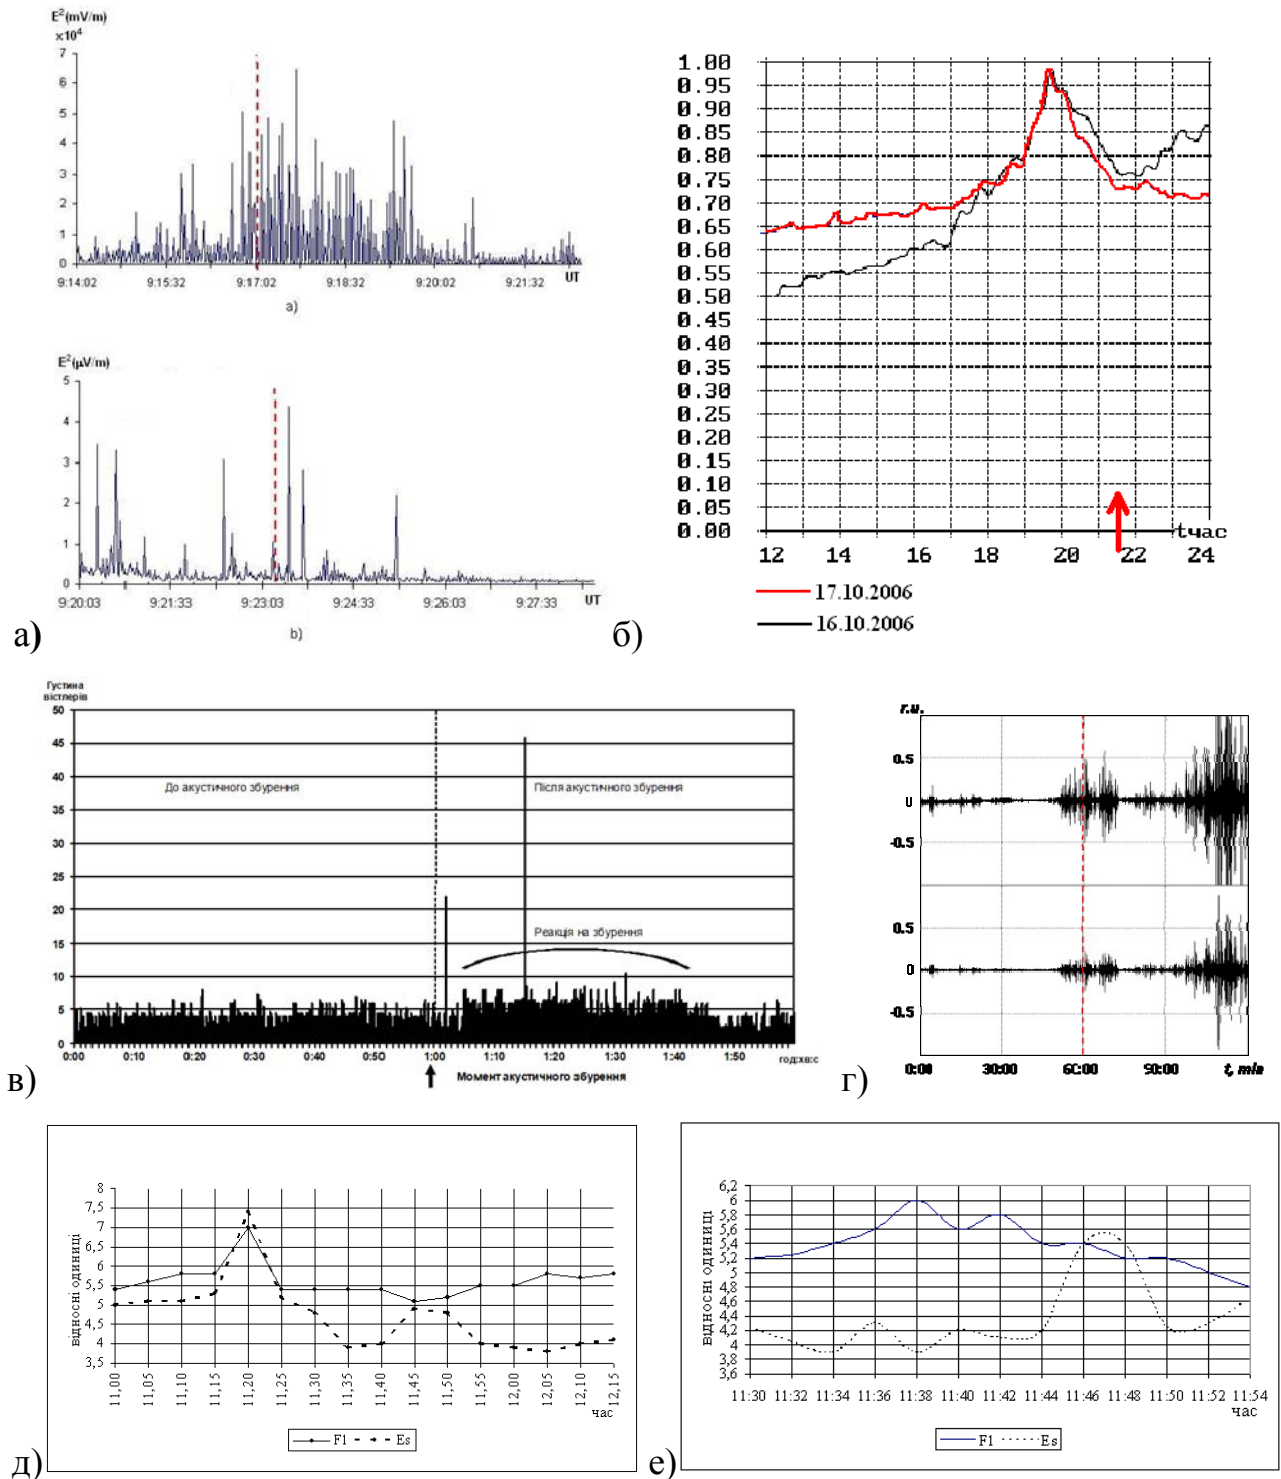 E²(mV/m)
x10⁴
7
6
5
4
3
2
1
0
9:14:02 9:15:32 9:17:02 9:18:32 9:20:02 9:21:32 UT
a)
E²(μV/m)
5
4
3
2
1
0
9:20:03 9:21:33 9:23:03 9:24:33 9:26:03 9:27:33 UT
b)
а)
1.00
0.95
0.90
0.85
0.80
0.75
0.70
0.65
0.60
0.55
0.50
0.45
0.40
0.35
0.30
0.25
0.20
0.15
0.10
0.05
0.00
tчас
12 14 16 18 20 22 24
17.10.2006
16.10.2006
б)
Густина
вістлерів
50
45
40
35
30
25
20
15
10
5
0
До акустичного збурення
Після акустичного збурення
Реакція на збурення
0:00 0:10 0:20 0:30 0:40 0:50 1:00 1:10 1:20 1:30 1:40 1:50 год:хв:с
Момент акустичного збурення
в)
r.u.
0.5
0
-0.5
0.5
0
-0.5
0:00 30:00 60:00 90:00 t, min
г)
відносні одиниці
8
7,5
7
6,5
6
5,5
5
4,5
4
3,5
11,00 11,05 11,10 11,15 11,20 11,25 11,30 11,35 11,40 11,45 11,50 11,55 12,00 12,05 12,10 12,15
час
F1 Es
д)
відносні одиниці
6,2
6
5,8
5,6
5,4
5,2
5
4,8
4,6
4,4
4,2
4
3,8
3,6
11:30 11:32 11:34 11:36 11:38 11:40 11:42 11:44 11:46 11:48 11:50 11:52 11:54
час
F1 Es
е)